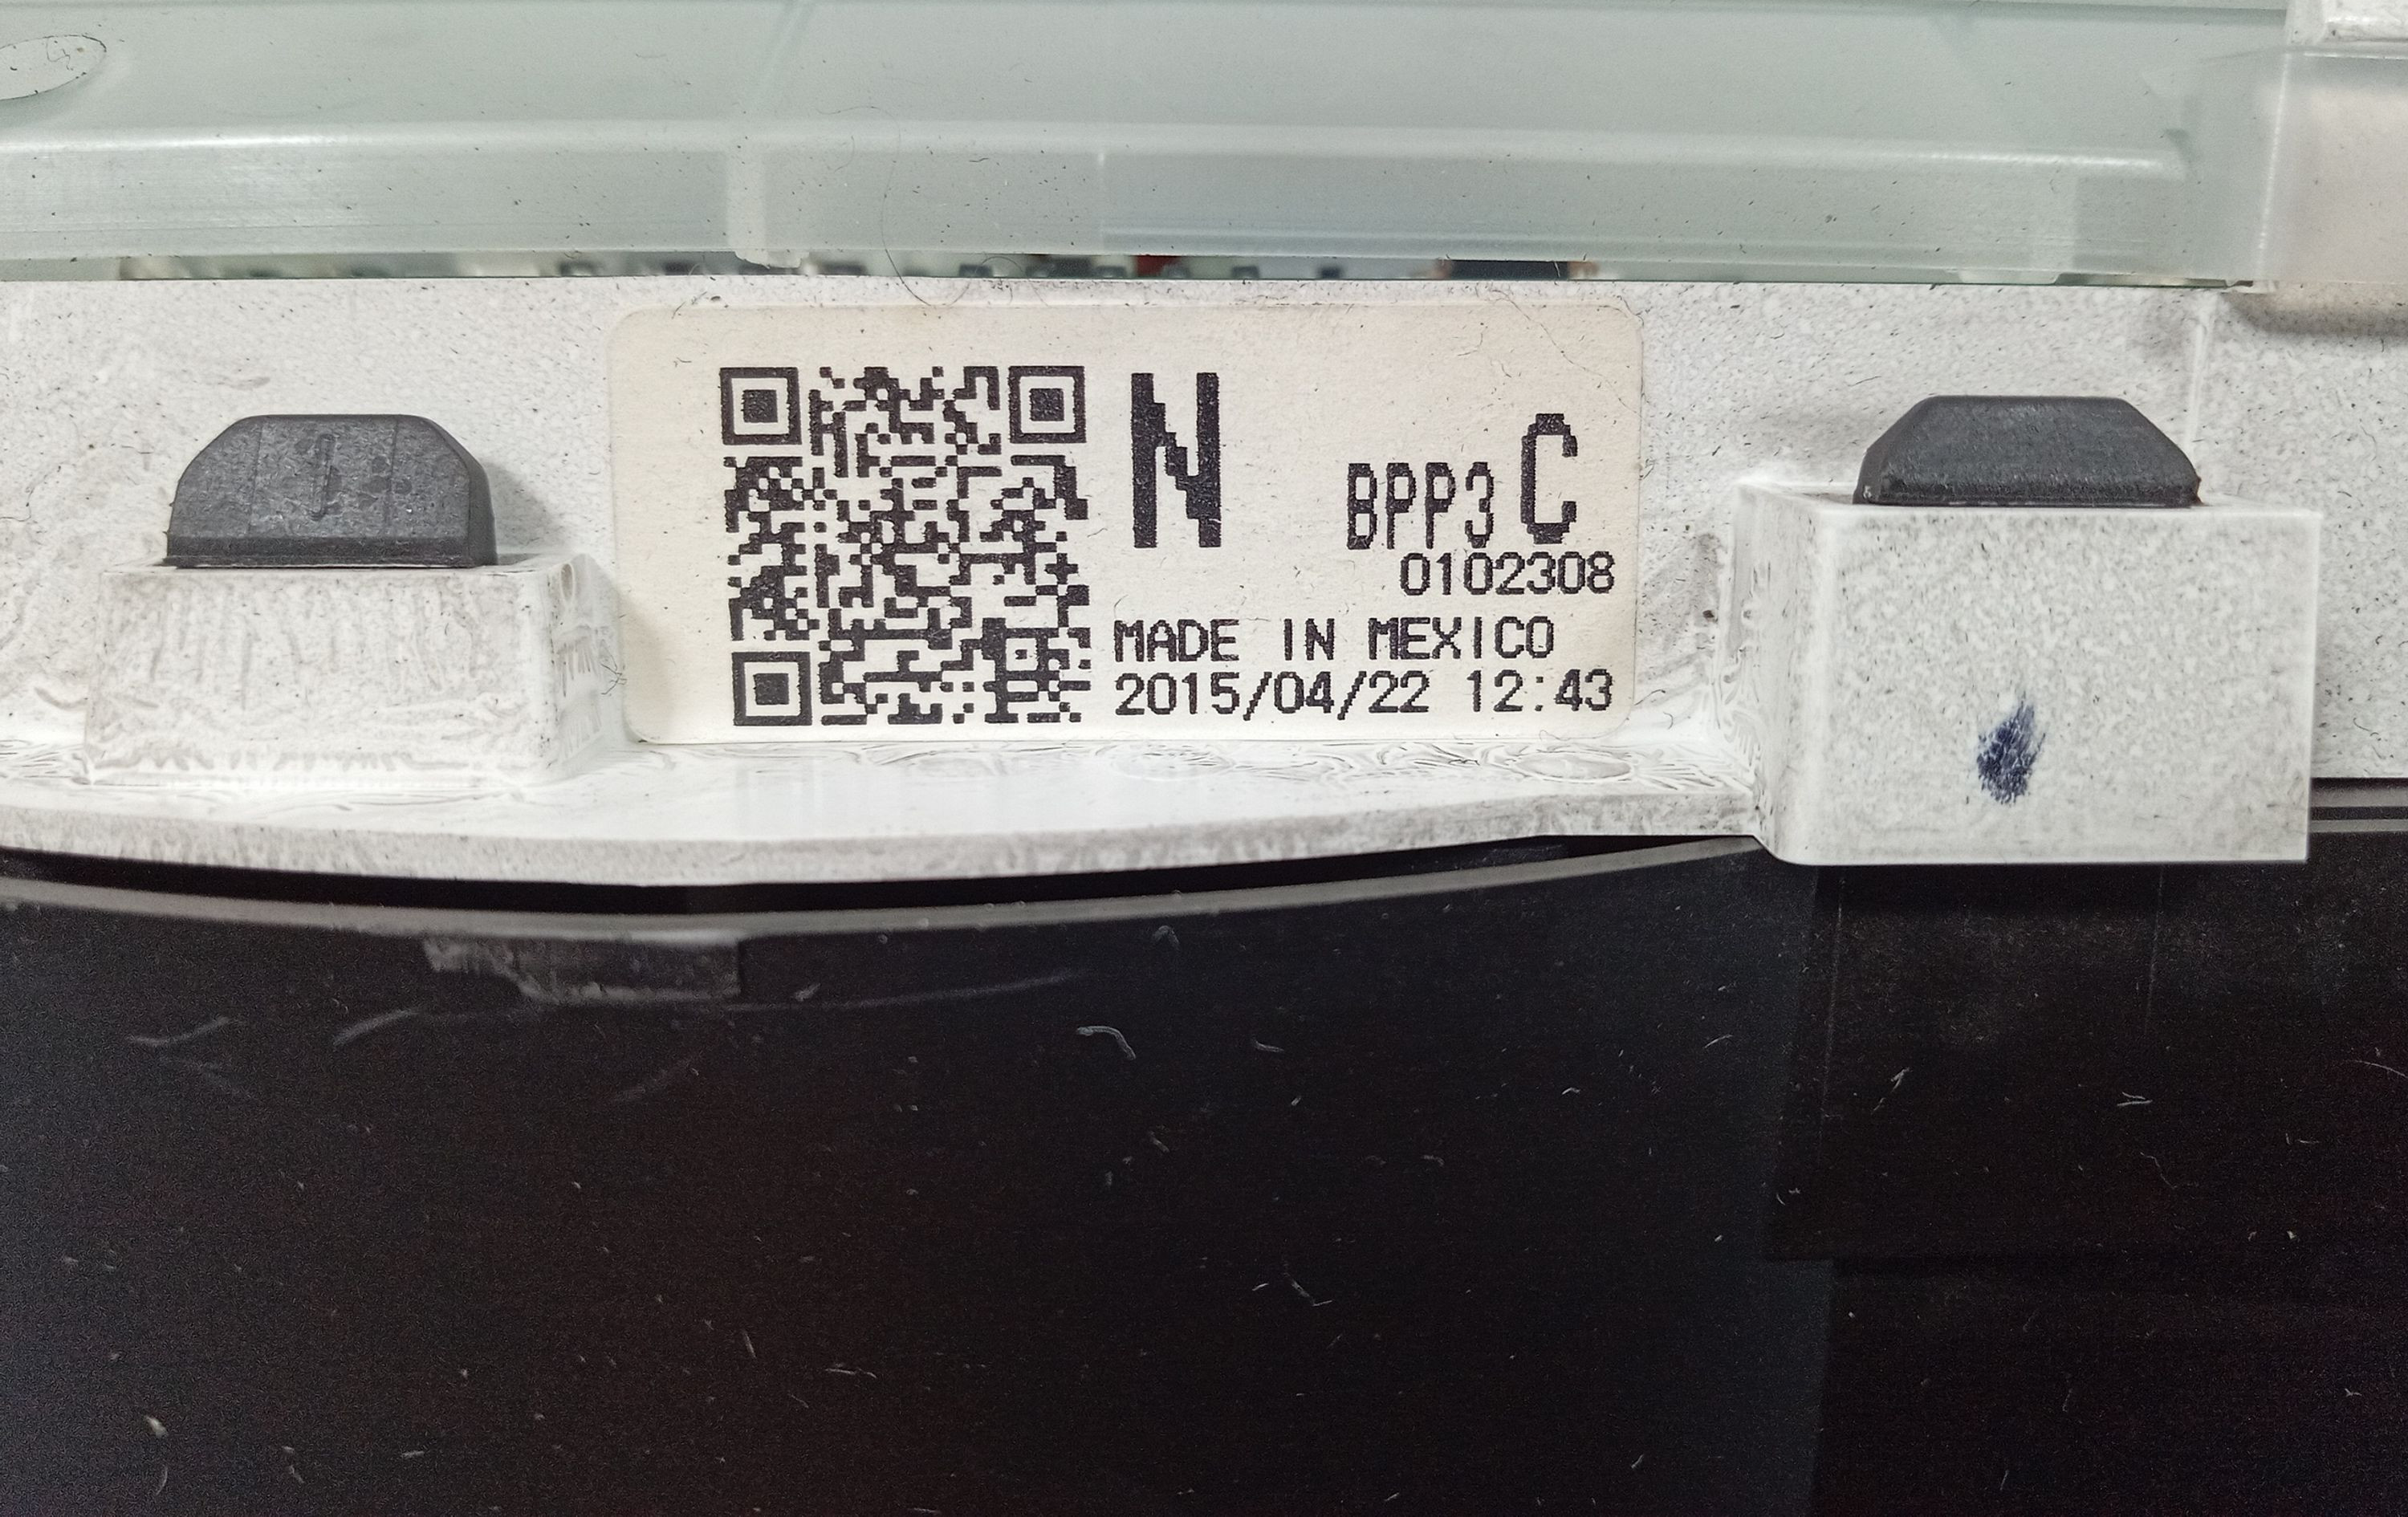 N BPP3 C
0102308
MADE IN MEXICO
2015/04/22 12:43